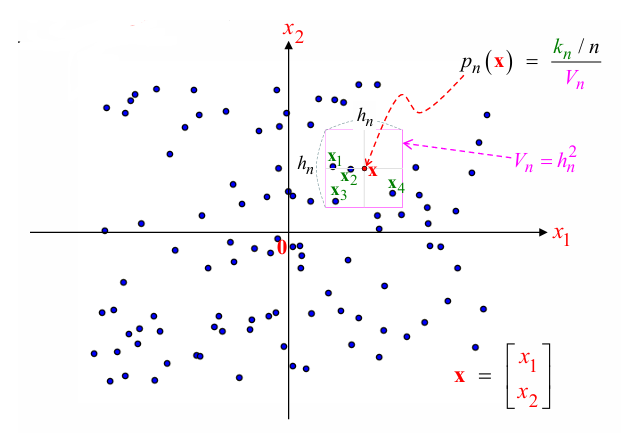 x₂
pₙ(x) = kₙ / n / Vₙ
hₙ
hₙ
x₁
x₂
x
x₃
x₄
Vₙ = hₙ²
x₁
0
x = [x₁
x₂]